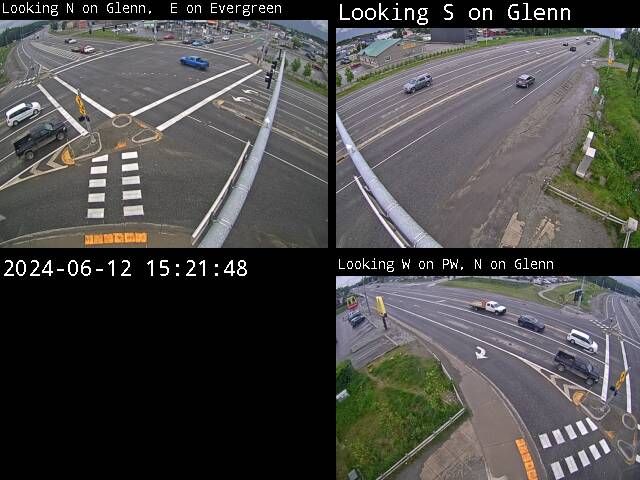 Looking N on Glenn,  E on Evergreen
Looking S on Glenn
2024-06-12 15:21:48
Looking W on PW, N on Glenn